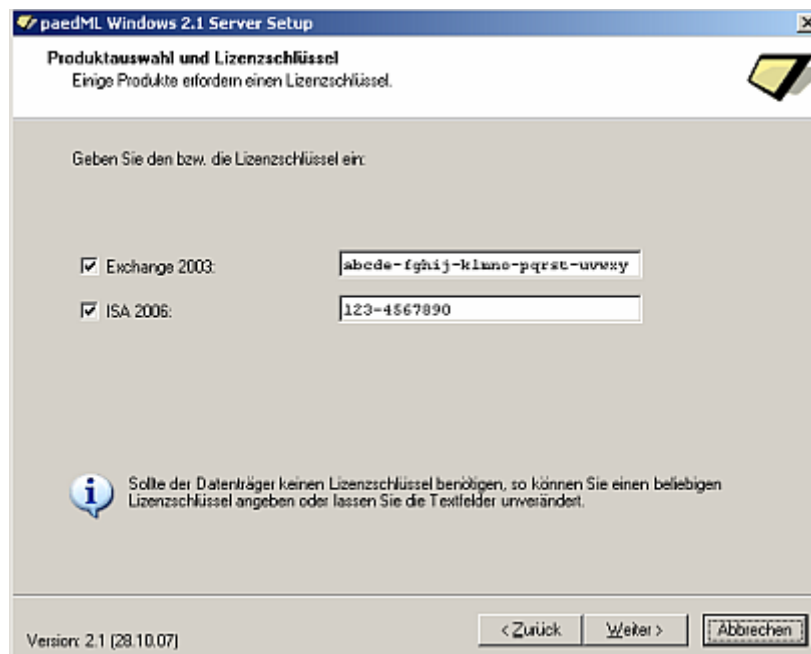 paedML Windows 2.1 Server Setup
Produktauswahl und Lizenzschlüssel
Einige Produkte erfordern einen Lizenzschlüssel.
Geben Sie den bzw. die Lizenzschlüssel ein:
Exchange 2003:
abcde-fghij-klmno-pqrst-uvwxy
ISA 2006:
123-4567890
Sollte der Datenträger keinen Lizenzschlüssel benötigen, so können Sie einen beliebigen
Lizenzschlüssel angeben oder lassen Sie die Textfelder unverändert.
Version: 2.1 (28.10.07)
< Zurück
Weiter >
Abbrechen